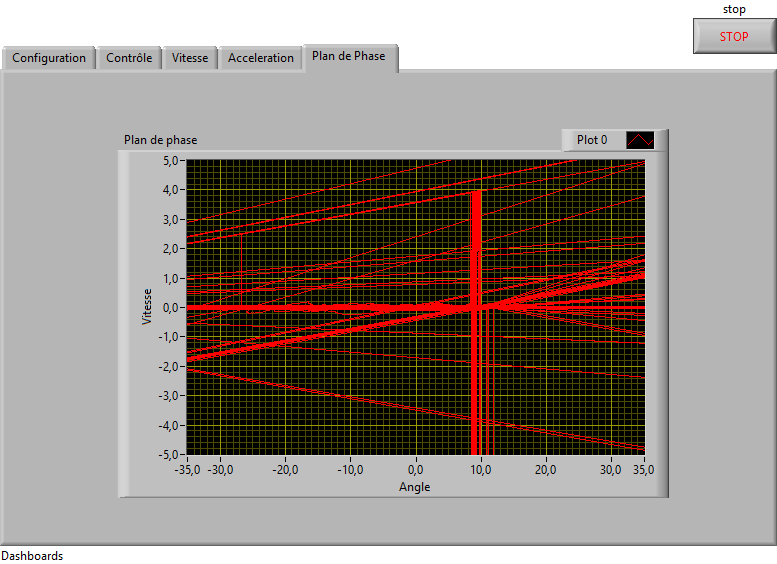 stop
STOP
Configuration Contrôle Vitesse Acceleration Plan de Phase
Plan de phase
Plot 0
5,0
4,0
3,0
2,0
1,0
0,0
-1,0
-2,0
-3,0
-4,0
-5,0
Vitesse
-35,0 -30,0 -20,0 -10,0 0,0 10,0 20,0 30,0 35,0
Angle
Dashboards